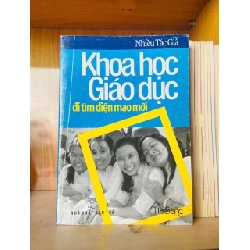 Nhiều Tác Giả
Khoa học
Giáo dục
đi tìm diện mạo mới